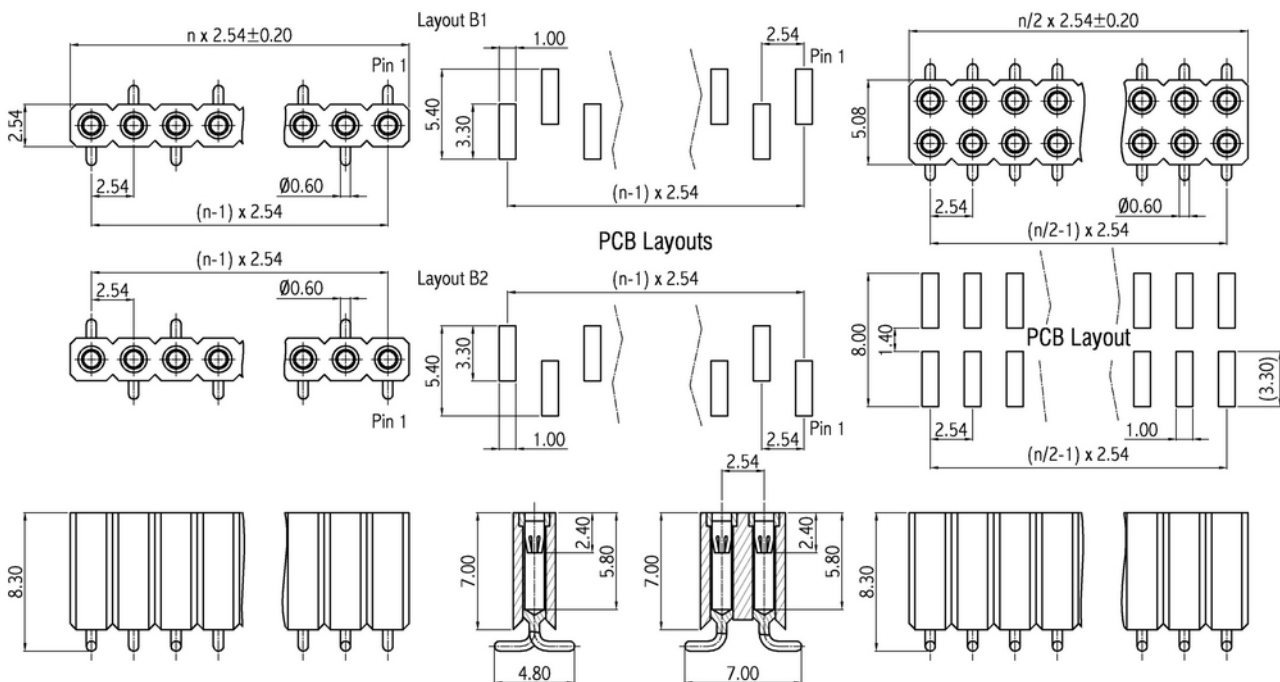 n x 2.54±0.20
Pin 1
2.54
2.54
Ø0.60
(n-1) x 2.54
Layout B1
1.00
2.54
Pin 1
5.40
3.30
(n-1) x 2.54
n/2 x 2.54±0.20
5.08
2.54
Ø0.60
(n/2-1) x 2.54
PCB Layouts
(n-1) x 2.54
2.54
Ø0.60
Pin 1
Layout B2
(n-1) x 2.54
5.40
3.30
1.00
2.54
Pin 1
8.00
1.40
PCB Layout
(3.30)
2.54
1.00
(n/2-1) x 2.54
8.30
7.00
2.40
5.80
4.80
2.54
7.00
2.40
5.80
7.00
8.30